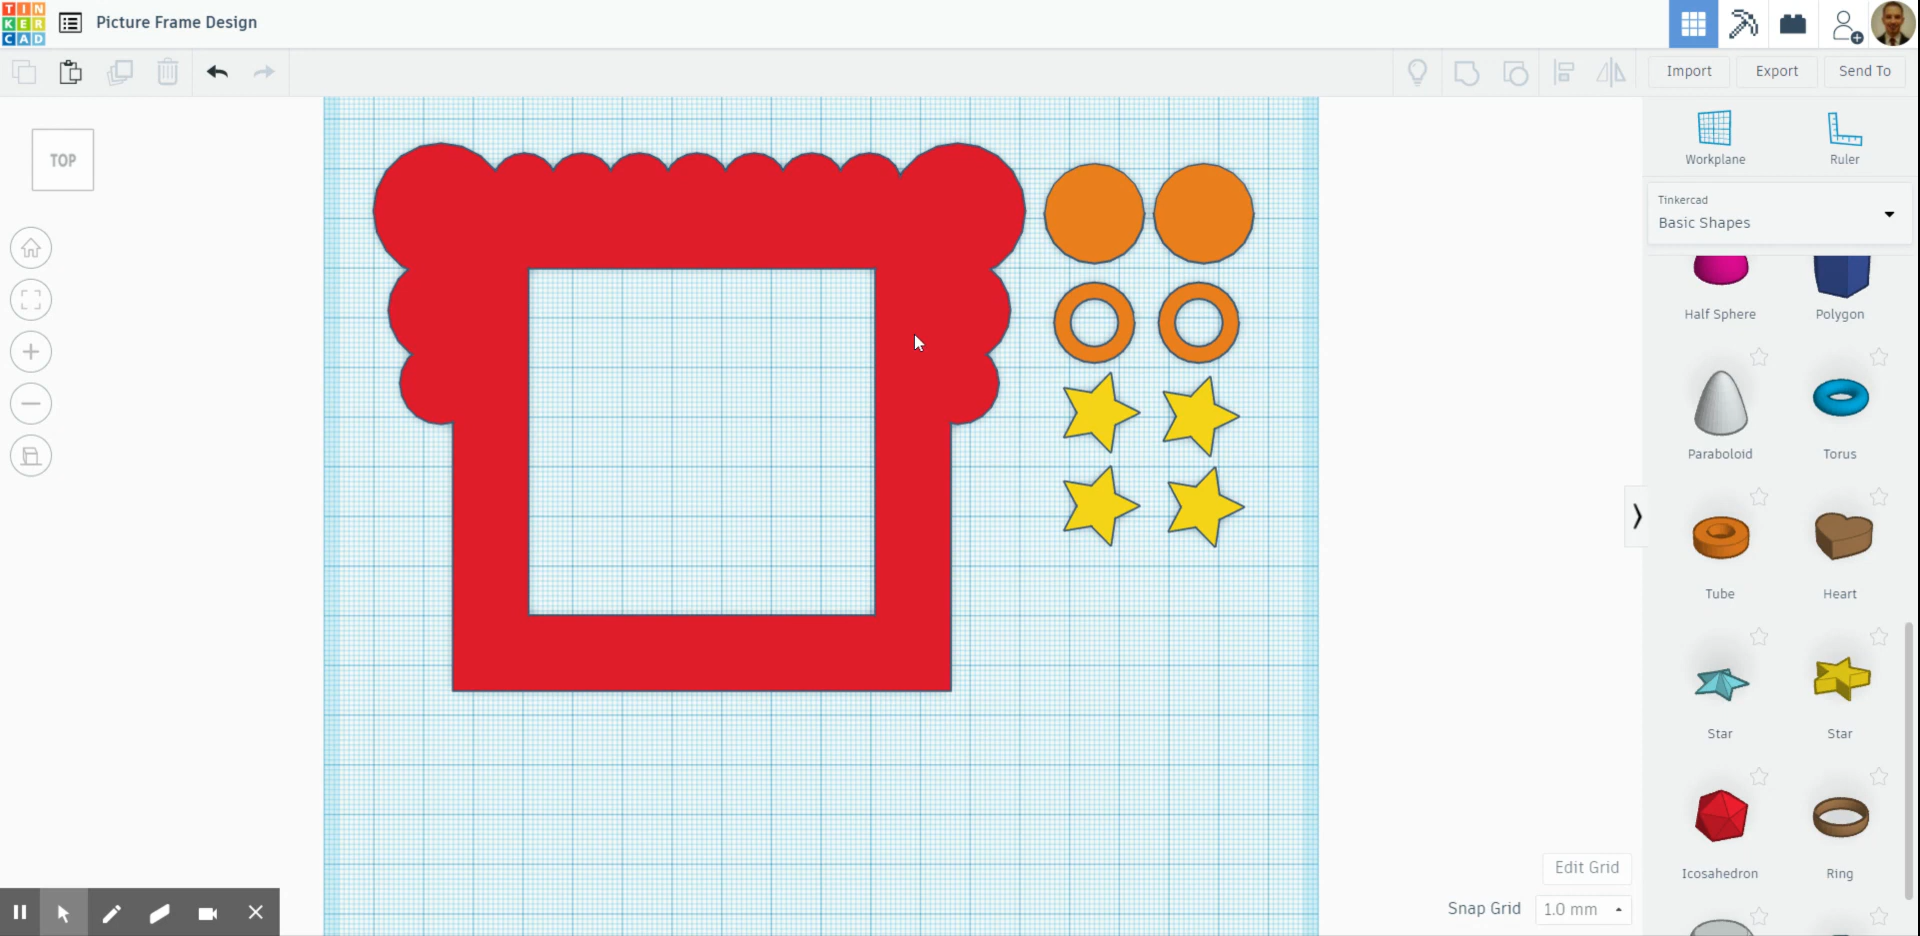 TIN
KER
CAD
Picture Frame Design
Import
Export
Send To
TOP
Workplane
Ruler
Tinkercad
Basic Shapes
Half Sphere
Polygon
Paraboloid
Torus
Tube
Heart
Star
Star
Icosahedron
Ring
Edit Grid
Snap Grid
1.0 mm